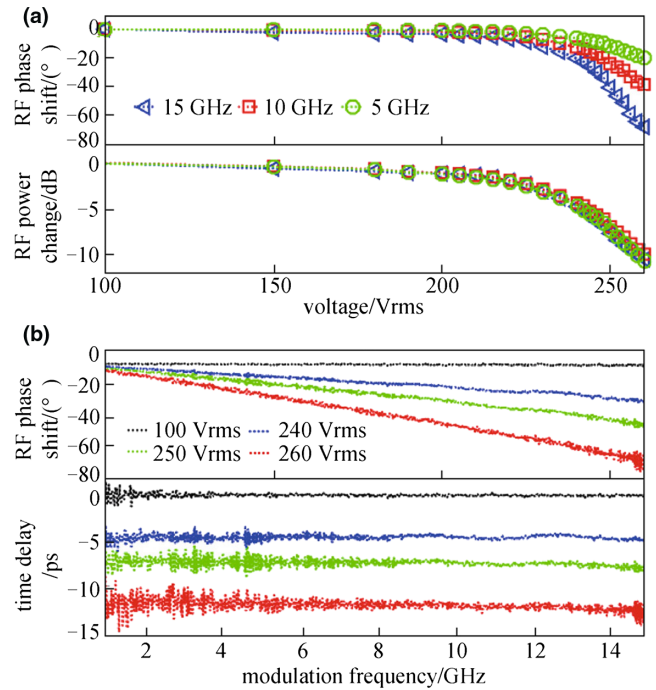 (a)
0
−20
−40
−60
−80
RF phase
shift/(°)
15 GHz 10 GHz 5 GHz
0
−5
−10
RF power
change/dB
100 150 200 250
voltage/Vrms
(b)
0
−20
−40
−60
−80
RF phase
shift/(°)
100 Vrms 240 Vrms
250 Vrms 260 Vrms
0
−5
−10
−15
time delay
/ps
2 4 6 8 10 12 14
modulation frequency/GHz